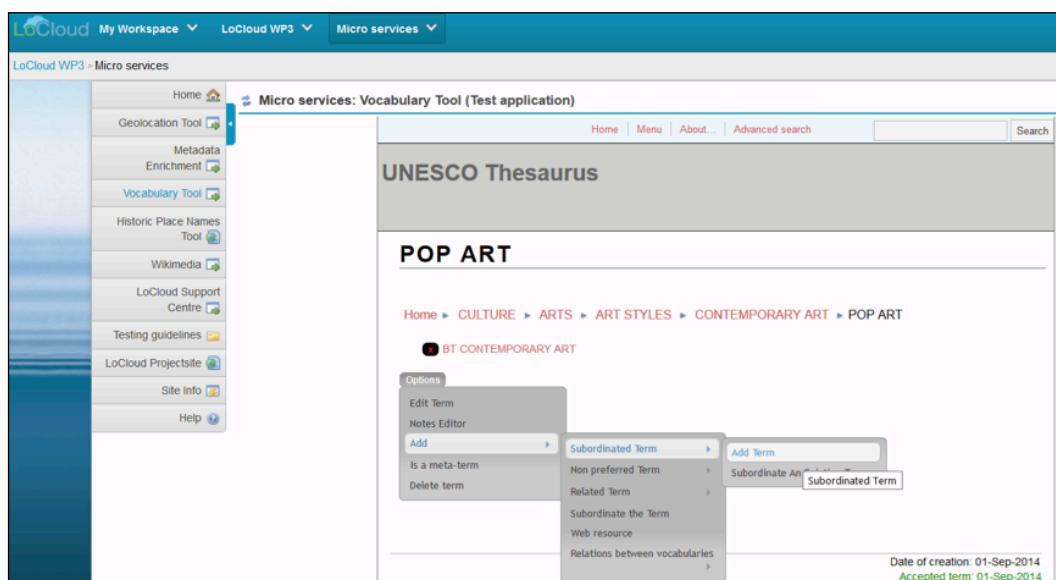 LoCloud My Workspace LoCloud WP3 Micro services
LoCloud WP3 Micro services
Home
Geolocation Tool
Metadata
Enrichment
Vocabulary Tool
Historic Place Names
Tool
Wikimedia
LoCloud Support
Centre
Testing guidelines
LoCloud Projectsite
Site Info
Help
Micro services: Vocabulary Tool (Test application)
Home Menu About... Advanced search Search
UNESCO Thesaurus
POP ART
Home ► CULTURE ► ARTS ► ART STYLES ► CONTEMPORARY ART ► POP ART
x BT CONTEMPORARY ART
Options
Edit Term
Notes Editor
Add
Is a meta-term
Delete term
Subordinated Term
Non preferred Term
Related Term
Subordinate the Term
Web resource
Relations between vocabularies
Add Term
Subordinate An
Subordinated Term
Date of creation: 01-Sep-2014
Accepted term: 01-Sep-2014